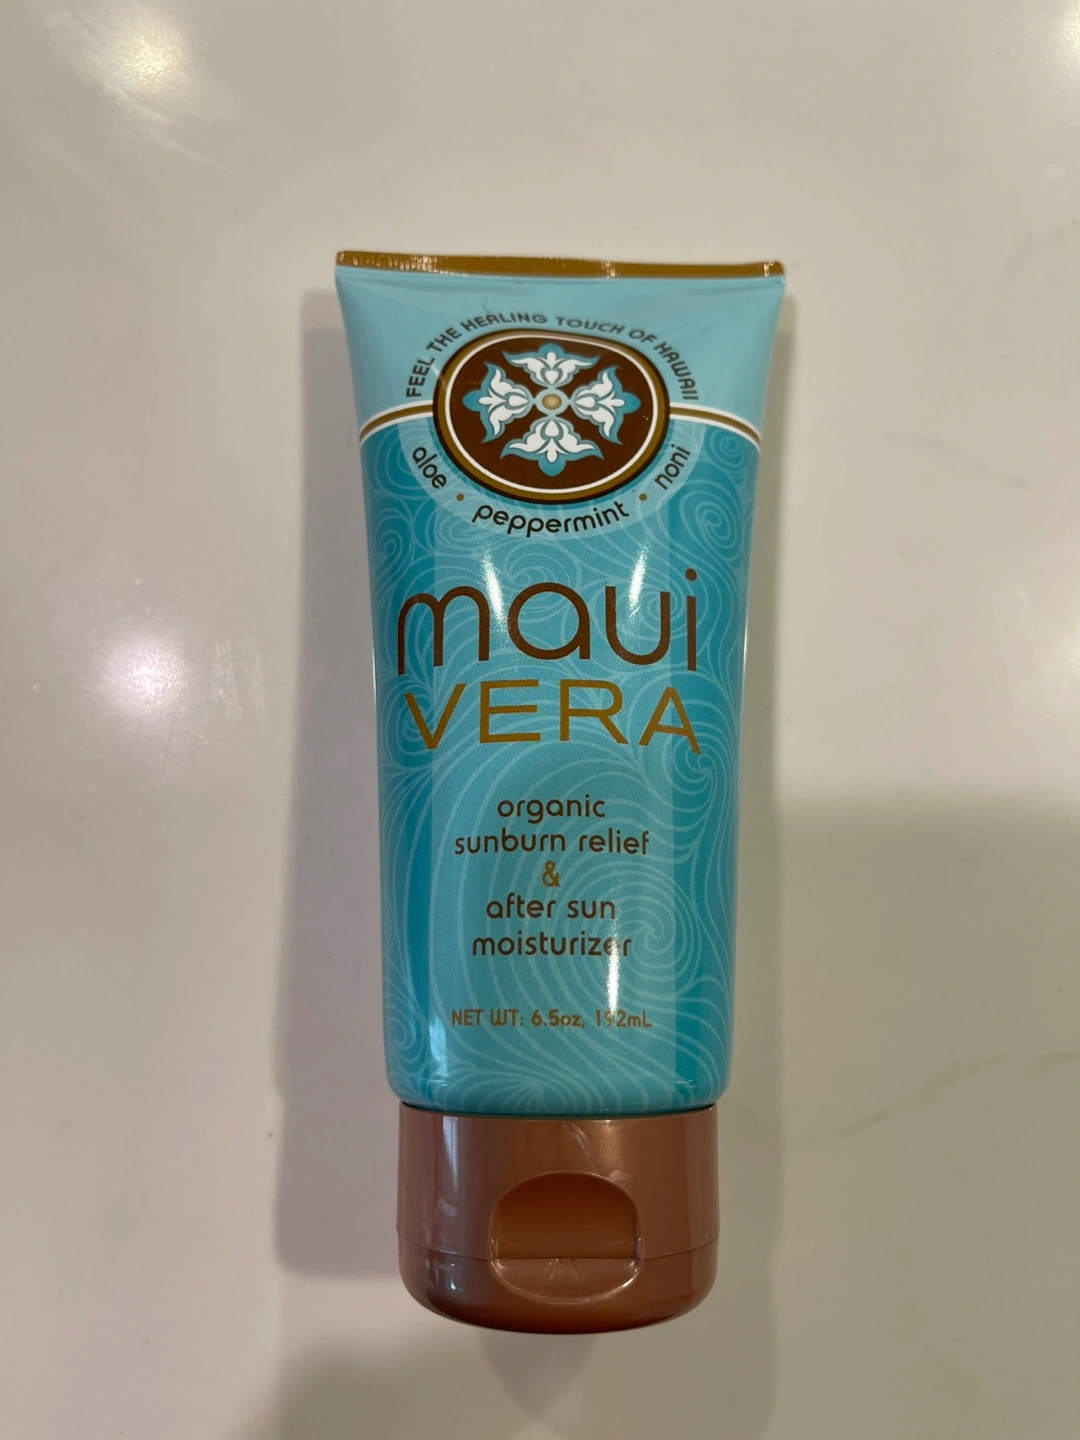 FEEL THE HEALING TOUCH OF HAWAII
aloe • peppermint • noni
maui
VERA
organic
sunburn relief
&
after sun
moisturizer
NET WT: 6.5oz, 192mL